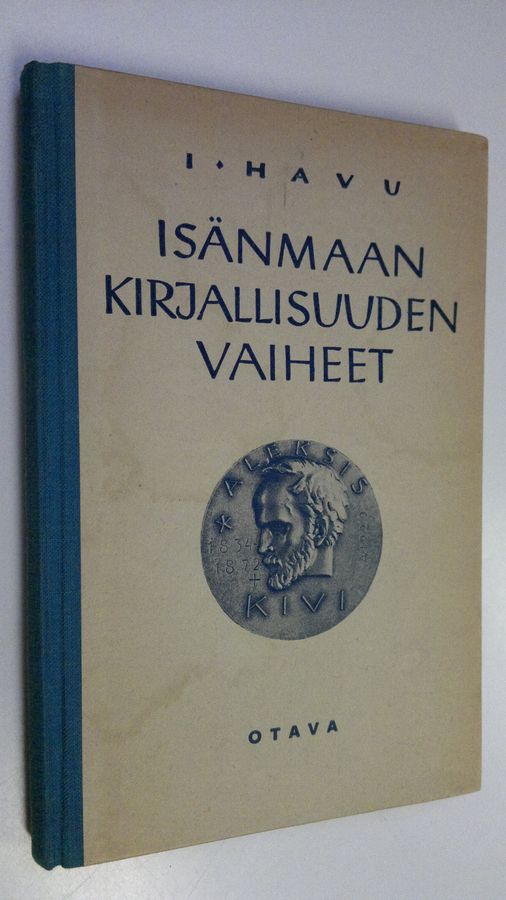 I • HAVU
ISÄNMAAN
KIRJALLISUUDEN
VAIHEET
* ALEKSIS
1834-
1872
+
KIVI
OTAVA